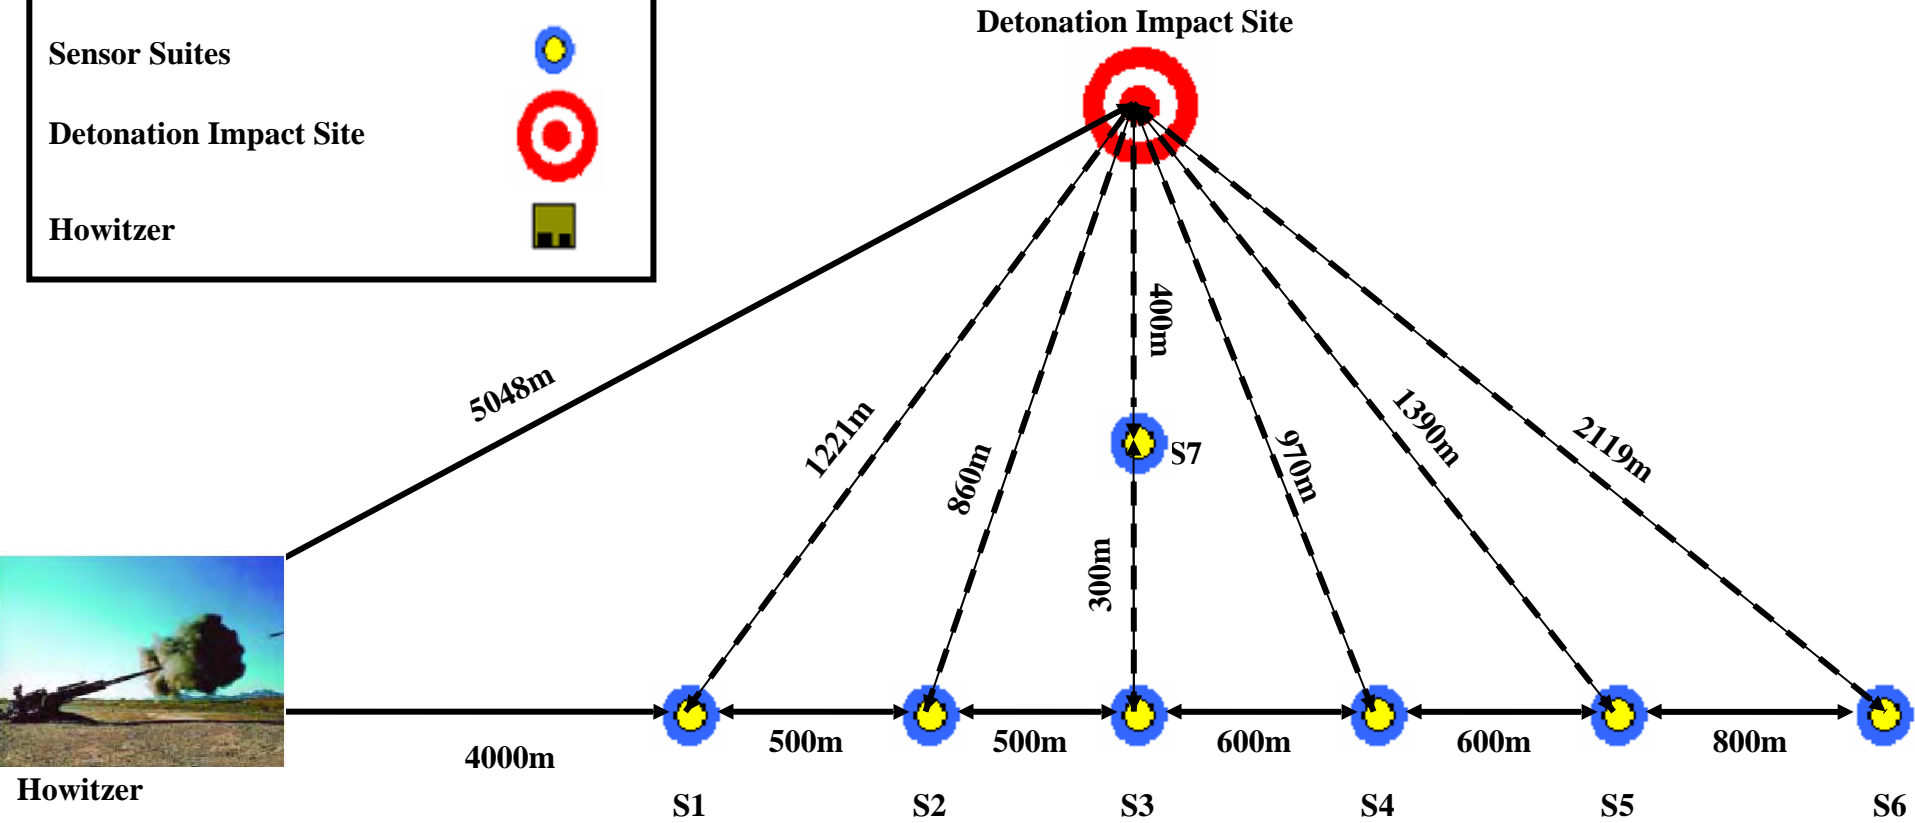 Detonation Impact Site
Sensor Suites
Detonation Impact Site
Howitzer
5048m
1221m
860m
400m
S7
300m
970m
1390m
2119m
4000m
500m
500m
600m
600m
800m
Howitzer
S1
S2
S3
S4
S5
S6